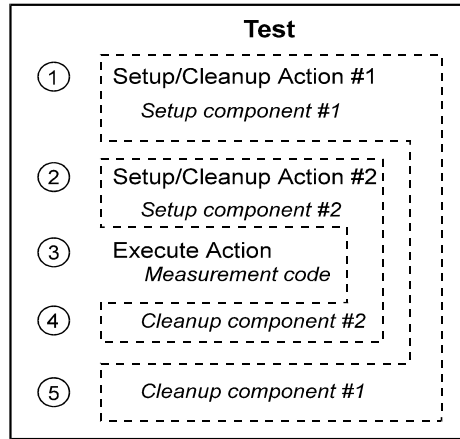 Test
1 Setup/Cleanup Action #1
Setup component #1
2 Setup/Cleanup Action #2
Setup component #2
3 Execute Action
Measurement code
4 Cleanup component #2
5 Cleanup component #1